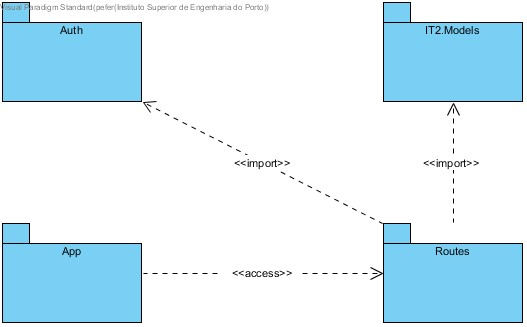 Visual Paradigm Standard(pefer(Instituto Superior de Engenharia do Porto))
Auth
IT2.Models
<<import>>
<<import>>
App
Routes
<<access>>